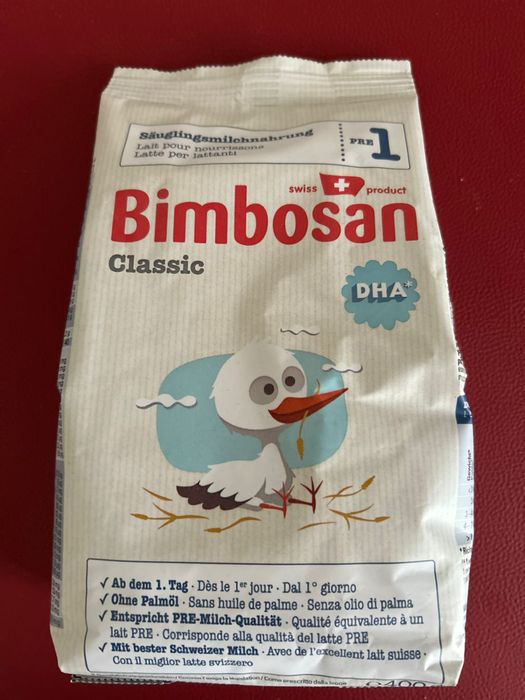 Säuglingsmilchnahrung
Lait pour nourrissons
Latte per lattanti
PRE 1
swiss product
Bimbosan
Classic
DHA*
✓ Ab dem 1. Tag · Dès le 1er jour · Dal 1° giorno
✓ Ohne Palmöl · Sans huile de palme · Senza olio di palma
✓ Entspricht PRE-Milch-Qualität · Qualité équivalente à un
lait PRE · Corrisponde alla qualità del latte PRE
✓ Mit bester Schweizer Milch · Avec de l'excellent lait suisse ·
Con il miglior latte svizzero